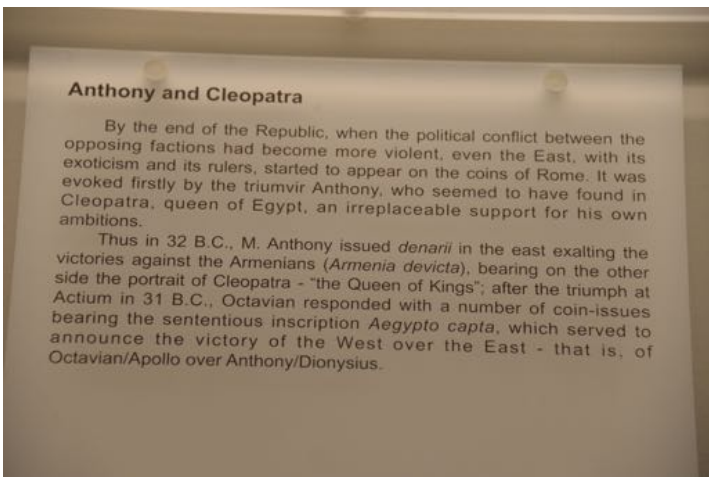 Anthony and Cleopatra
By the end of the Republic, when the political conflict between the
opposing factions had become more violent, even the East, with its
exoticism and its rulers, started to appear on the coins of Rome. It was
evoked firstly by the triumvir Anthony, who seemed to have found in
Cleopatra, queen of Egypt, an irreplaceable support for his own
ambitions.
Thus in 32 B.C., M. Anthony issued denarii in the east exalting the
victories against the Armenians (Armenia devicta), bearing on the other
side the portrait of Cleopatra - “the Queen of Kings”; after the triumph at
Actium in 31 B.C., Octavian responded with a number of coin-issues
bearing the sententious inscription Aegypto capta, which served to
announce the victory of the West over the East - that is, of
Octavian/Apollo over Anthony/Dionysius.